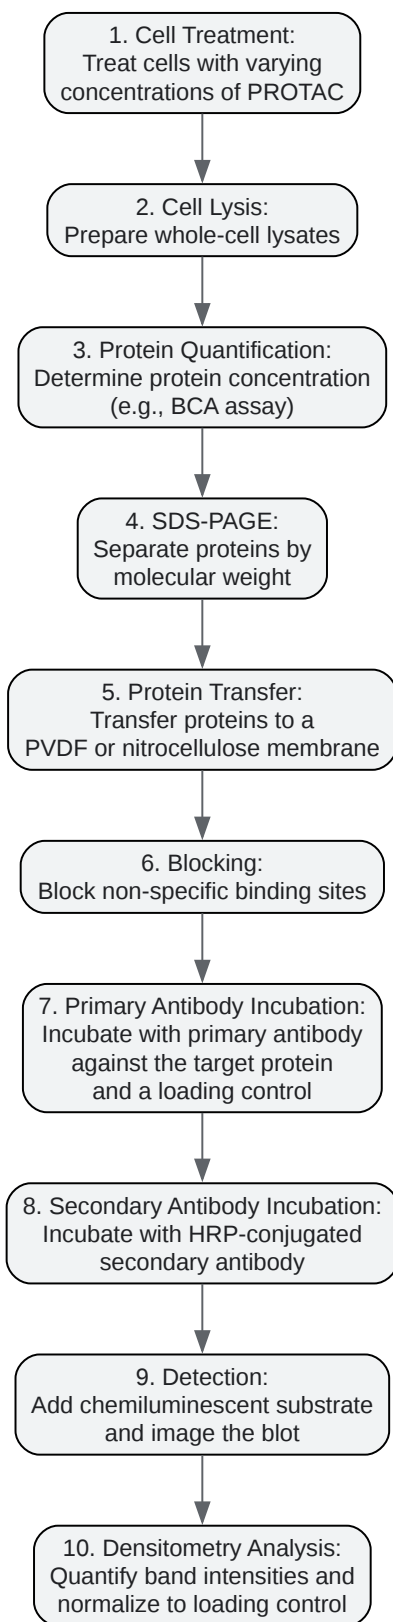 1. Cell Treatment:
Treat cells with varying
concentrations of PROTAC
2. Cell Lysis:
Prepare whole-cell lysates
3. Protein Quantification:
Determine protein concentration
(e.g., BCA assay)
4. SDS-PAGE:
Separate proteins by
molecular weight
5. Protein Transfer:
Transfer proteins to a
PVDF or nitrocellulose membrane
6. Blocking:
Block non-specific binding sites
7. Primary Antibody Incubation:
Incubate with primary antibody
against the target protein
and a loading control
8. Secondary Antibody Incubation:
Incubate with HRP-conjugated
secondary antibody
9. Detection:
Add chemiluminescent substrate
and image the blot
10. Densitometry Analysis:
Quantify band intensities and
normalize to loading control